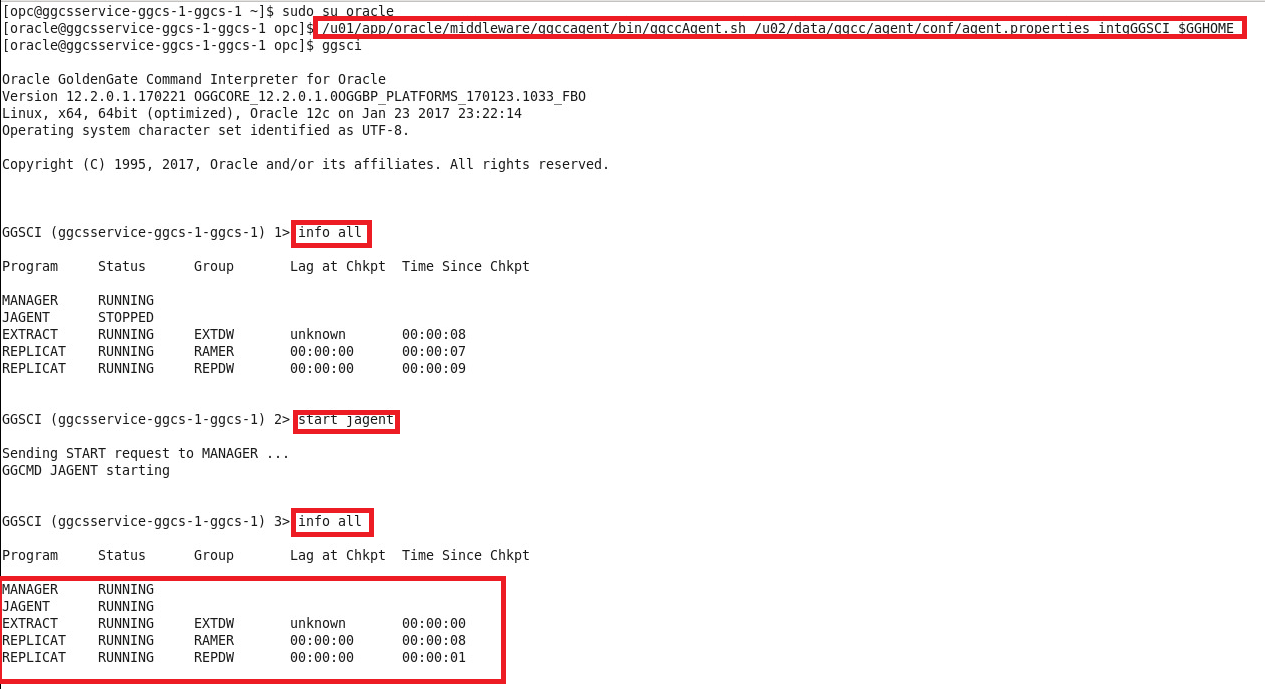 [opc@ggcsservice-ggcs-1-ggcs-1 ~]$ sudo su oracle
[oracle@ggcsservice-ggcs-1-ggcs-1 opc]$ /u01/app/oracle/middleware/ggccagent/bin/ggccAgent.sh /u02/data/ggcc/agent/conf/agent.properties intgGGSCI $GGHOME
[oracle@ggcsservice-ggcs-1-ggcs-1 opc]$ ggsci
Oracle GoldenGate Command Interpreter for Oracle
Version 12.2.0.1.170221 OGGCORE_12.2.0.1.0OGGBP_PLATFORMS_170123.1033_FBO
Linux, x64, 64bit (optimized), Oracle 12c on Jan 23 2017 23:22:14
Operating system character set identified as UTF-8.
Copyright (C) 1995, 2017, Oracle and/or its affiliates. All rights reserved.
GGSCI (ggcsservice-ggcs-1-ggcs-1) 1> info all
Program     Status      Group       Lag at Chkpt  Time Since Chkpt
MANAGER     RUNNING
JAGENT      STOPPED
EXTRACT     RUNNING     EXTDW       unknown       00:00:08
REPLICAT    RUNNING     RAMER       00:00:00      00:00:07
REPLICAT    RUNNING     REPDW       00:00:00      00:00:09
GGSCI (ggcsservice-ggcs-1-ggcs-1) 2> start jagent
Sending START request to MANAGER ...
GGCMD JAGENT starting
GGSCI (ggcsservice-ggcs-1-ggcs-1) 3> info all
Program     Status      Group       Lag at Chkpt  Time Since Chkpt
MANAGER     RUNNING
JAGENT      RUNNING
EXTRACT     RUNNING     EXTDW       unknown       00:00:00
REPLICAT    RUNNING     RAMER       00:00:00      00:00:08
REPLICAT    RUNNING     REPDW       00:00:00      00:00:01